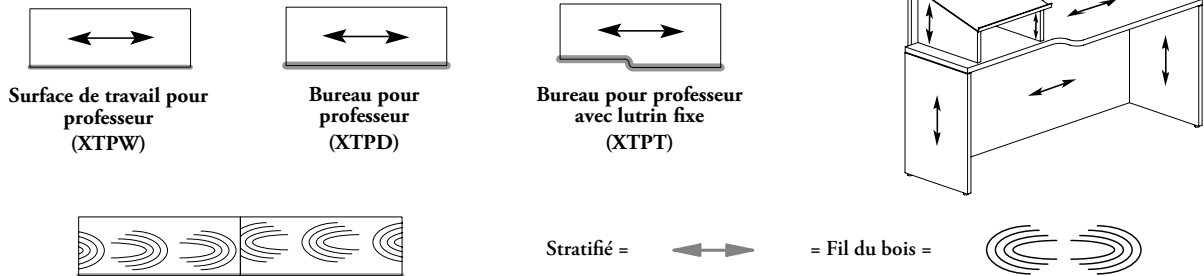 Surface de travail pour
professeur
(XTPW)
Bureau pour
professeur
(XTPD)
Bureau pour professeur
avec lutrin fixe
(XTPT)
Stratifié = = Fil du bois =